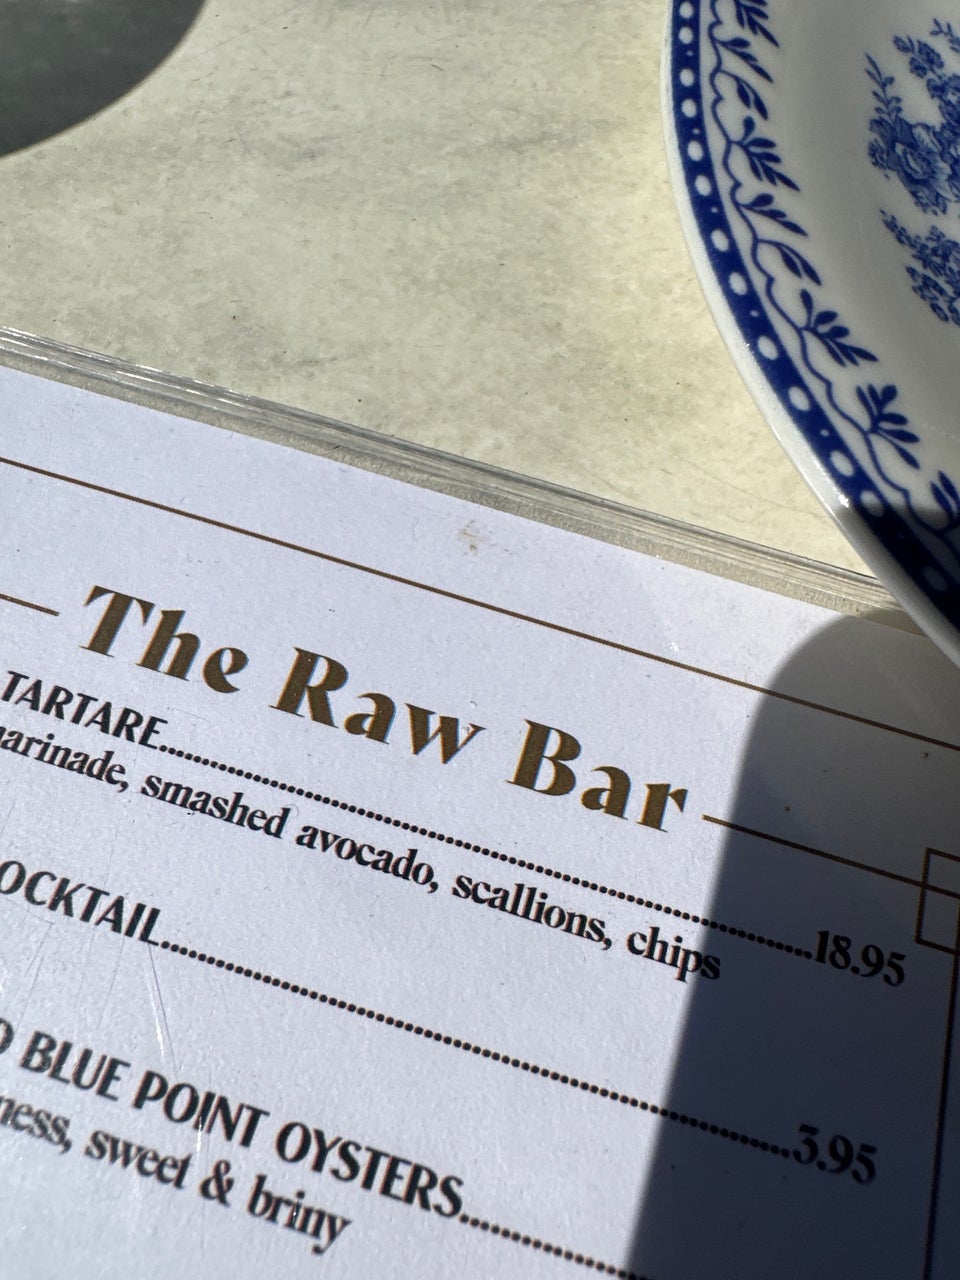 The Raw Bar
TARTARE..........18.95
marinade, smashed avocado, scallions, chips
OCKTAIL..........3.95
BLUE POINT OYSTERS..........
ness, sweet & briny